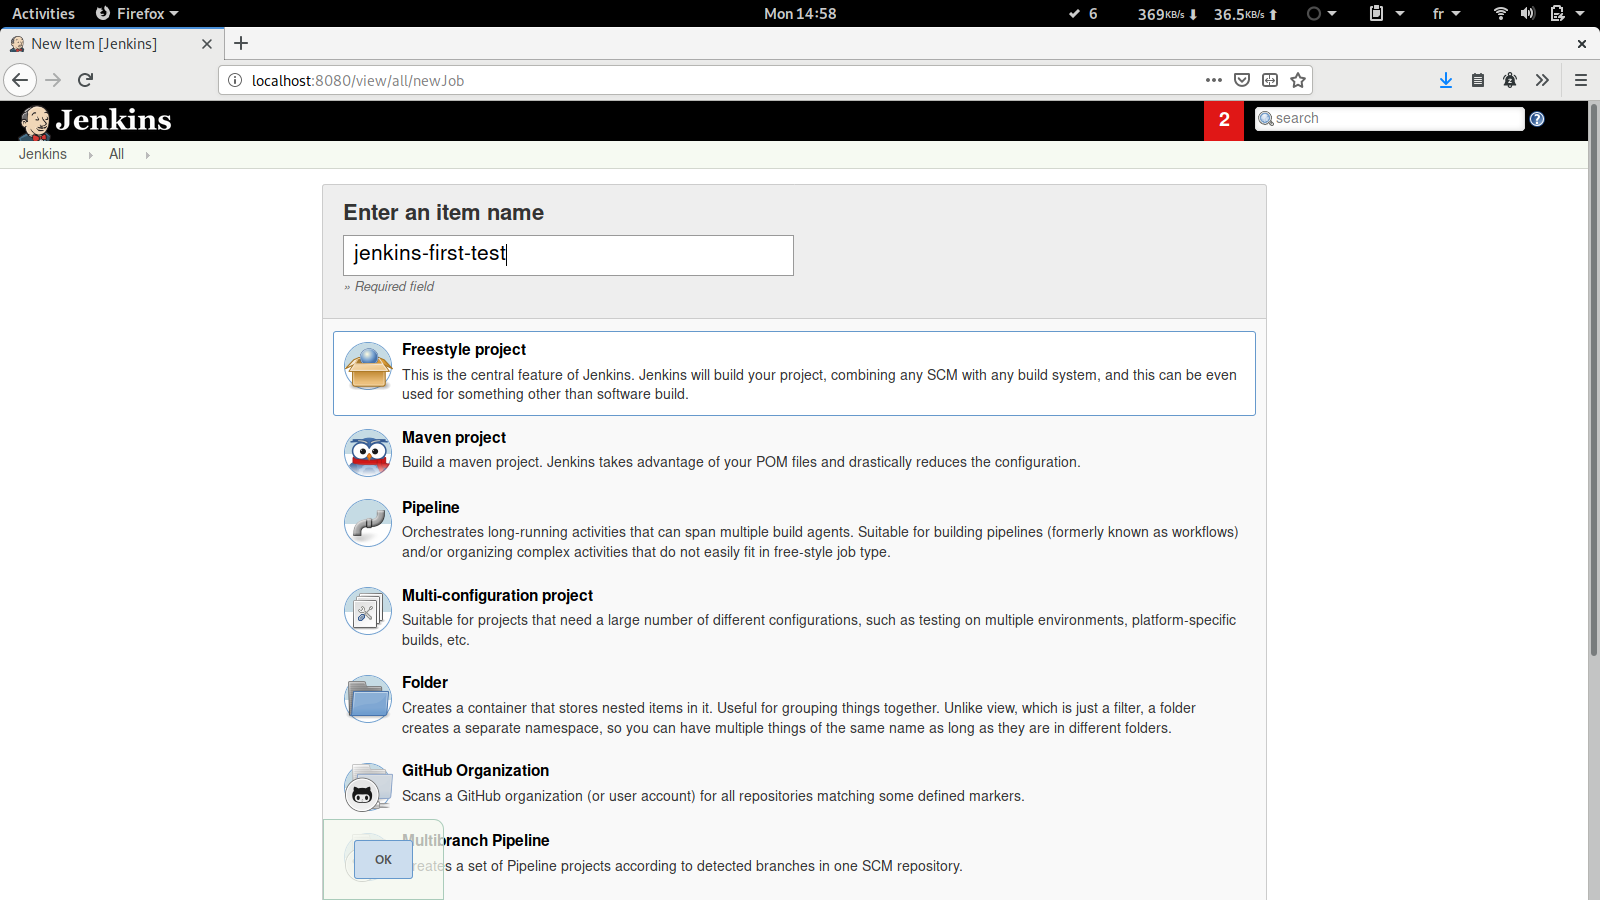 Activities Firefox Mon 14:58 6 369KB/s 36.5KB/s fr
New Item [Jenkins]
localhost:8080/view/all/newJob
Jenkins 2 search ?
Jenkins All
Enter an item name
jenkins-first-test
» Required field
Freestyle project
This is the central feature of Jenkins. Jenkins will build your project, combining any SCM with any build system, and this can be even
used for something other than software build.
Maven project
Build a maven project. Jenkins takes advantage of your POM files and drastically reduces the configuration.
Pipeline
Orchestrates long-running activities that can span multiple build agents. Suitable for building pipelines (formerly known as workflows)
and/or organizing complex activities that do not easily fit in free-style job type.
Multi-configuration project
Suitable for projects that need a large number of different configurations, such as testing on multiple environments, platform-specific
builds, etc.
Folder
Creates a container that stores nested items in it. Useful for grouping things together. Unlike view, which is just a filter, a folder
creates a separate namespace, so you can have multiple things of the same name as long as they are in different folders.
GitHub Organization
Scans a GitHub organization (or user account) for all repositories matching some defined markers.
Multibranch Pipeline
Creates a set of Pipeline projects according to detected branches in one SCM repository.
OK